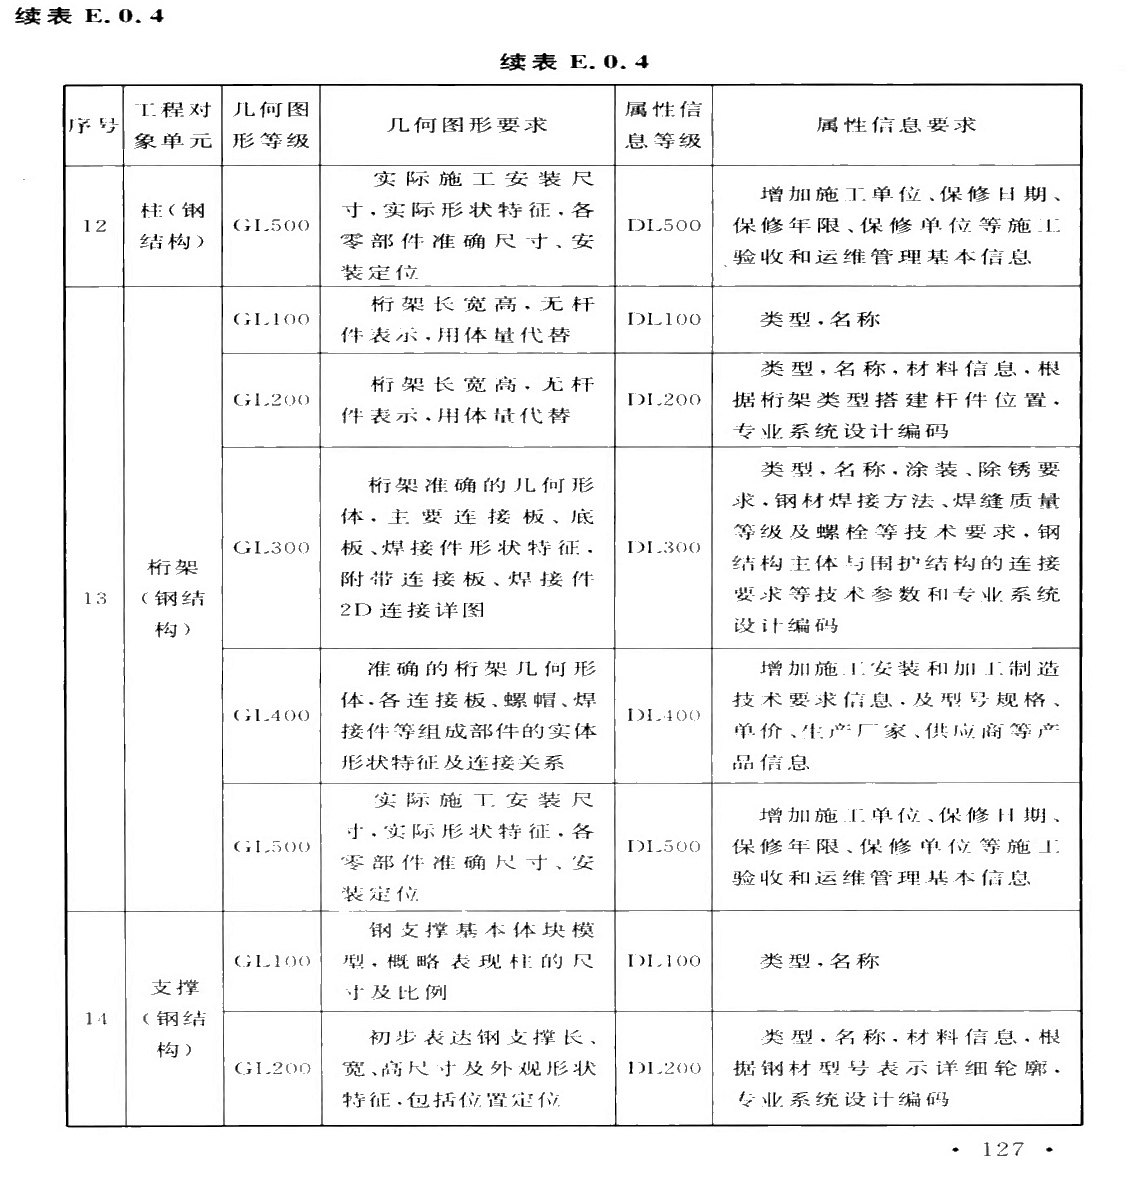 续表 E.0.4
续表 E.0.4
序号
工程对
象单元
几何图
形等级
几何图形要求
属性信
息等级
属性信息要求
12
柱（钢
结构）
GL500
实际施工安装尺
寸，实际形状特征，各
零部件准确尺寸、安
装定位
DL500
增加施工单位、保修日期、
保修年限、保修单位等施工
验收和运维管理基本信息
13
桁架
（钢结
构）
GL100
桁架长宽高，无杆
件表示，用体量代替
DL100
类型，名称
GL200
桁架长宽高，无杆
件表示，用体量代替
DL200
类型，名称，材料信息，根
据桁架类型搭建杆件位置，
专业系统设计编码
GL300
桁架准确的几何形
体，主要连接板、底
板、焊接件形状特征，
附带连接板、焊接件
2D 连接详图
DL300
类型，名称，涂装、除锈要
求，钢材焊接方法、焊缝质量
等级及螺栓等技术要求，钢
结构主体与围护结构的连接
要求等技术参数和专业系统
设计编码
GL400
准确的桁架几何形
体，各连接板、螺帽、焊
接件等组成部件的实体
形状特征及连接关系
DL400
增加施工安装和加工制造
技术要求信息，及型号规格、
单价、生产厂家、供应商等产
品信息
GL500
实际施工安装尺
寸，实际形状特征，各
零部件准确尺寸、安
装定位
DL500
增加施工单位、保修日期、
保修年限、保修单位等施工
验收和运维管理基本信息
14
支撑
（钢结
构）
GL100
钢支撑基本体块模
型，概略表现柱的尺
寸及比例
DL100
类型，名称
GL200
初步表达钢支撑长、
宽、高尺寸及外观形状
特征，包括位置定位
DL200
类型，名称，材料信息，根
据钢材型号表示详细轮廓，
专业系统设计编码
· 127 ·